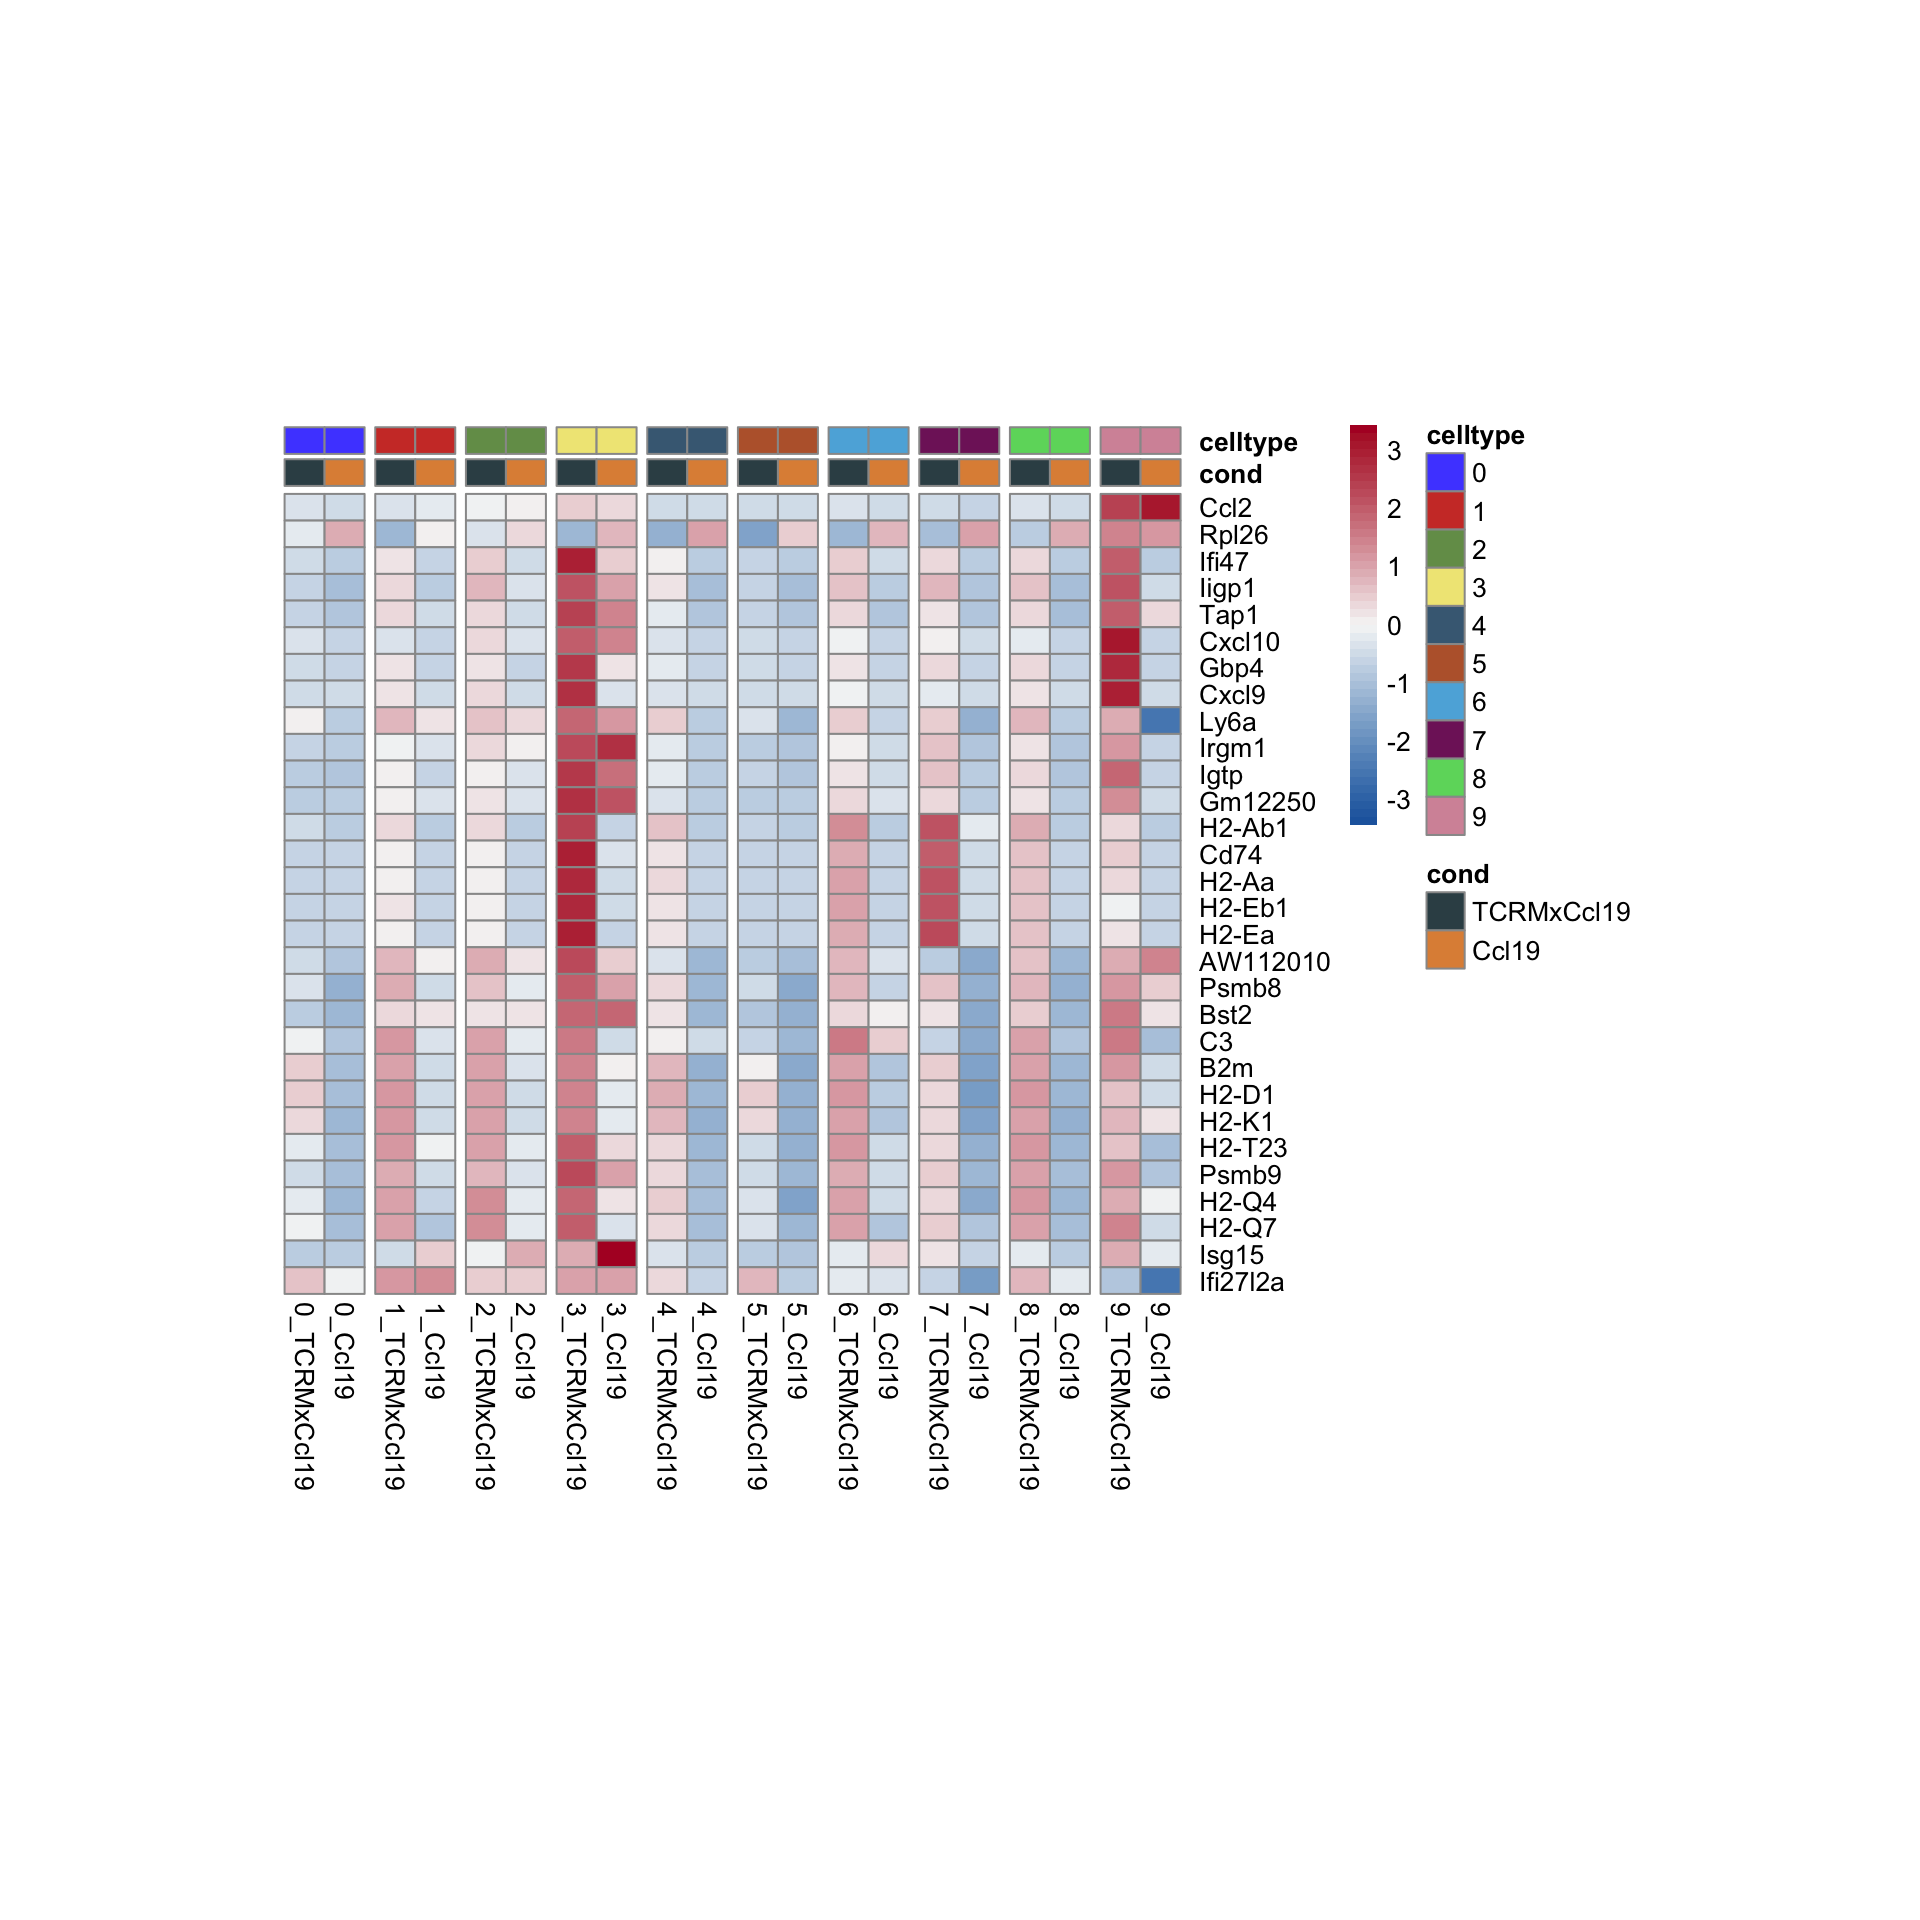 celltype
cond
Ccl2
Rpl26
Ifi47
Iigp1
Tap1
Cxcl10
Gbp4
Cxcl9
Ly6a
Irgm1
Igtp
Gm12250
H2-Ab1
Cd74
H2-Aa
H2-Eb1
H2-Ea
AW112010
Psmb8
Bst2
C3
B2m
H2-D1
H2-K1
H2-T23
Psmb9
H2-Q4
H2-Q7
Isg15
Ifi27l2a
0_TCRMxCcl19
0_Ccl19
1_TCRMxCcl19
1_Ccl19
2_TCRMxCcl19
2_Ccl19
3_TCRMxCcl19
3_Ccl19
4_TCRMxCcl19
4_Ccl19
5_TCRMxCcl19
5_Ccl19
6_TCRMxCcl19
6_Ccl19
7_TCRMxCcl19
7_Ccl19
8_TCRMxCcl19
8_Ccl19
9_TCRMxCcl19
9_Ccl19
3
2
1
0
-1
-2
-3
celltype
0
1
2
3
4
5
6
7
8
9
cond
TCRMxCcl19
Ccl19